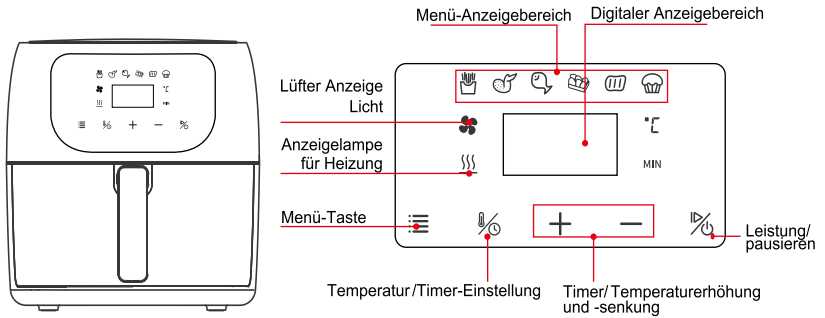 Menü-Anzeigebereich
Digitaler Anzeigebereich
Lüfter Anzeige
Licht
Anzeigelampe
für Heizung
Menü-Taste
°C
MIN
°C
MIN
Leistung/
pausieren
Temperatur/Timer-Einstellung
Timer/Temperaturerhöhung
und -senkung